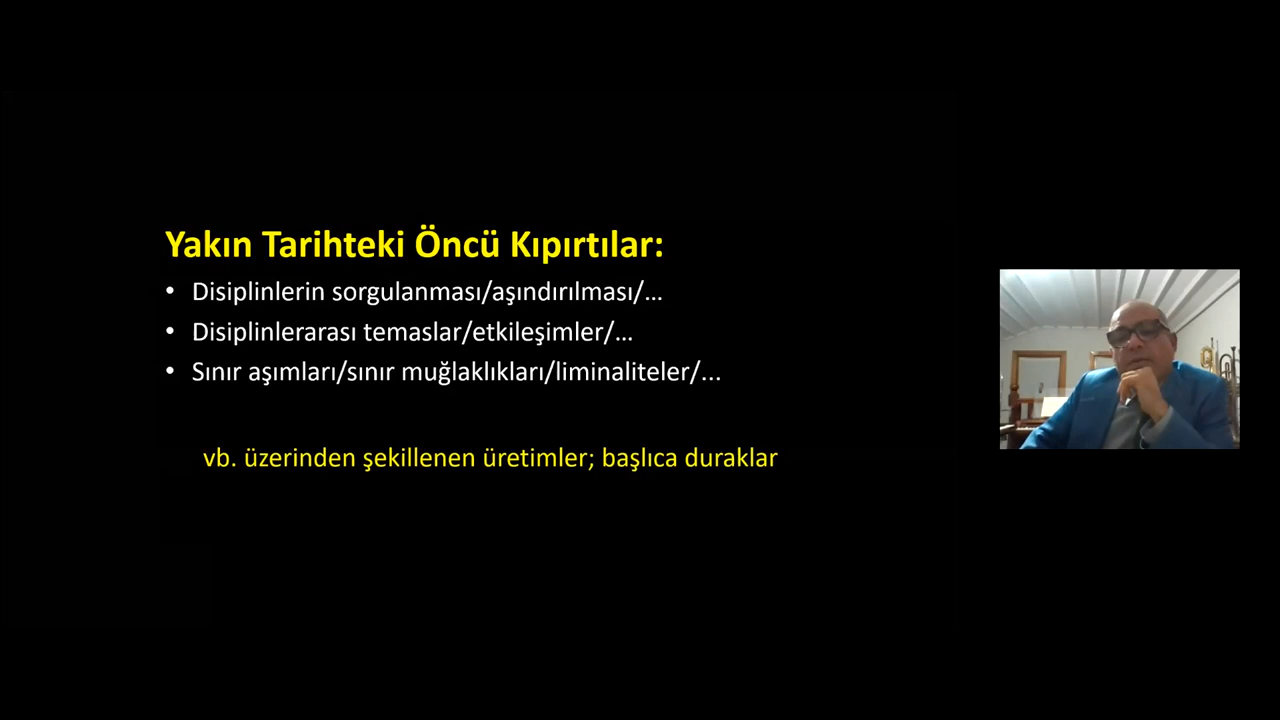 Yakın Tarihteki Öncü Kıpırtılar:
• Disiplinlerin sorgulanması/aşındırılması/…
• Disiplinlerarası temaslar/etkileşimler/…
• Sınır aşımları/sınır muğlaklıkları/liminaliteler/...
vb. üzerinden şekillenen üretimler; başlıca duraklar